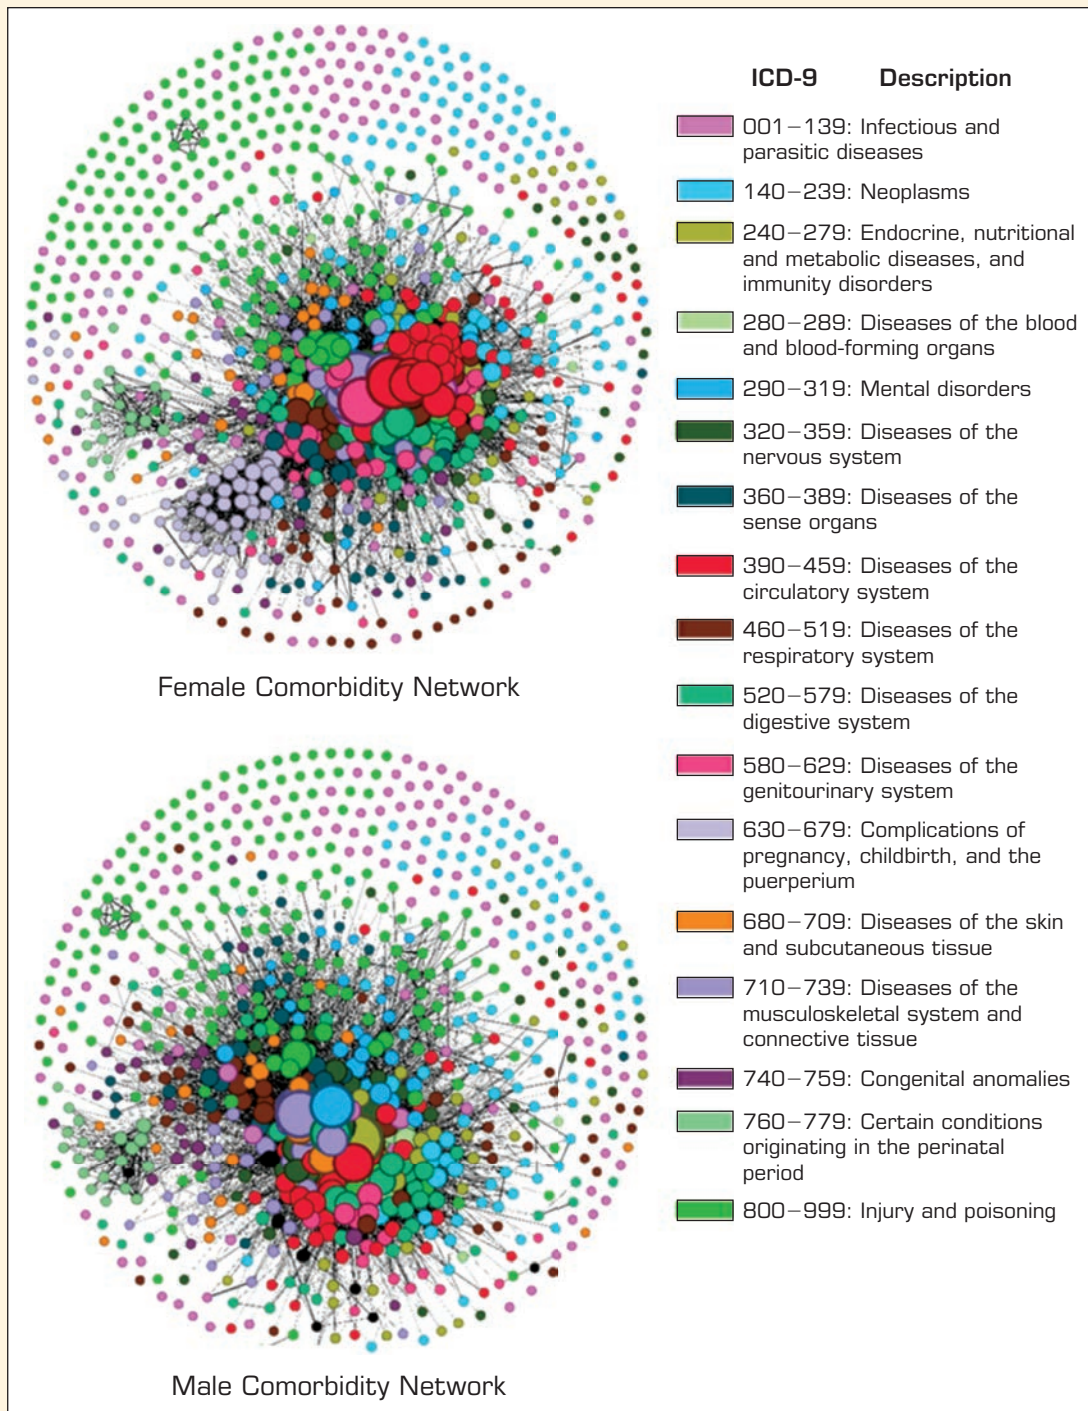 ICD-9 Description
001–139: Infectious and
parasitic diseases
140–239: Neoplasms
240–279: Endocrine, nutritional
and metabolic diseases, and
immunity disorders
280–289: Diseases of the blood
and blood-forming organs
290–319: Mental disorders
320–359: Diseases of the
nervous system
360–389: Diseases of the
sense organs
390–459: Diseases of the
circulatory system
460–519: Diseases of the
respiratory system
520–579: Diseases of the
digestive system
580–629: Diseases of the
genitourinary system
630–679: Complications of
pregnancy, childbirth, and the
puerperium
680–709: Diseases of the skin
and subcutaneous tissue
710–739: Diseases of the
musculoskeletal system and
connective tissue
740–759: Congenital anomalies
760–779: Certain conditions
originating in the perinatal
period
800–999: Injury and poisoning
Female Comorbidity Network
Male Comorbidity Network